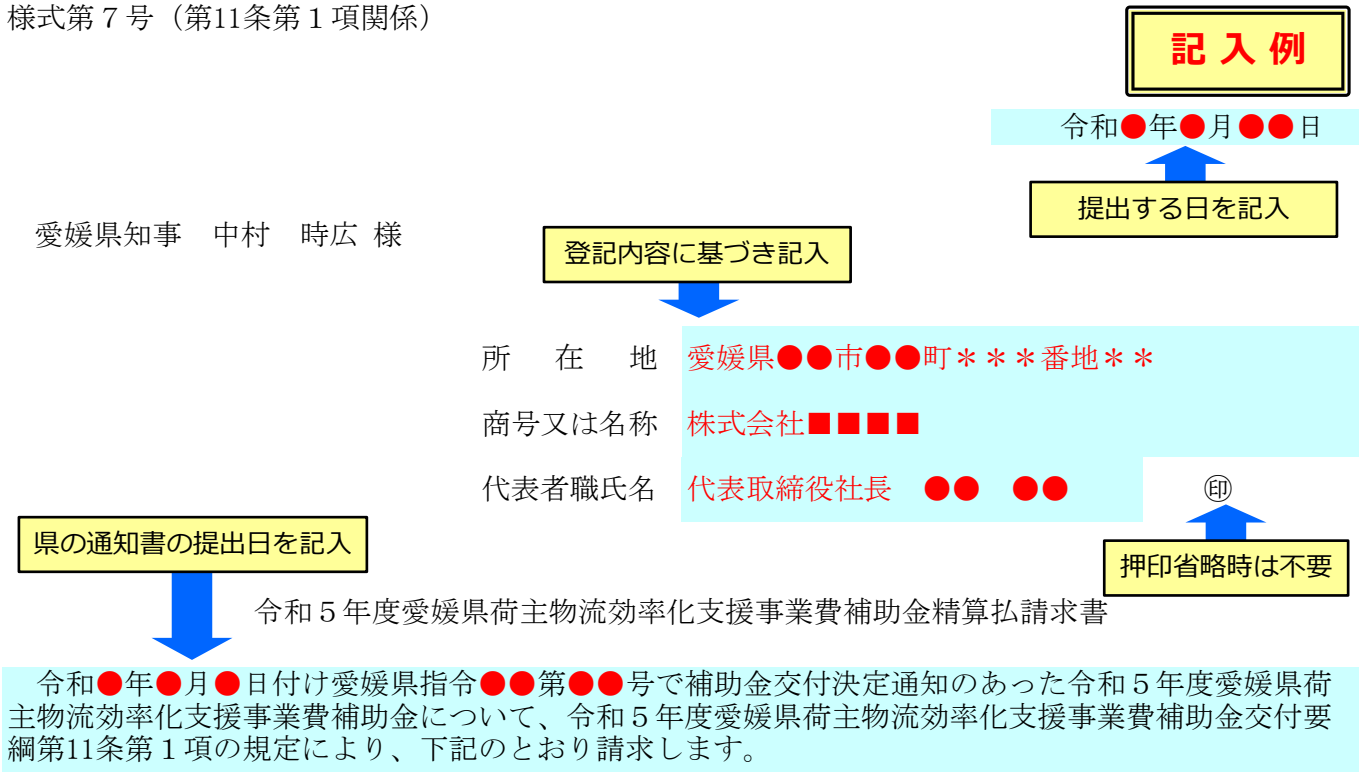 様式第７号（第11条第１項関係）
記 入 例
令和●年●月●●日
提出する日を記入
愛媛県知事　中村　時広 様
登記内容に基づき記入
所　在　地　愛媛県●●市●●町＊＊＊番地＊＊
商号又は名称　株式会社■■■■
代表者職氏名　代表取締役社長　●●　●●　㊞
県の通知書の提出日を記入
押印省略時は不要
令和５年度愛媛県荷主物流効率化支援事業費補助金精算払請求書
令和●年●月●日付け愛媛県指令●●第●●号で補助金交付決定通知のあった令和５年度愛媛県荷
主物流効率化支援事業費補助金について、令和５年度愛媛県荷主物流効率化支援事業費補助金交付要
綱第11条第１項の規定により、下記のとおり請求します。